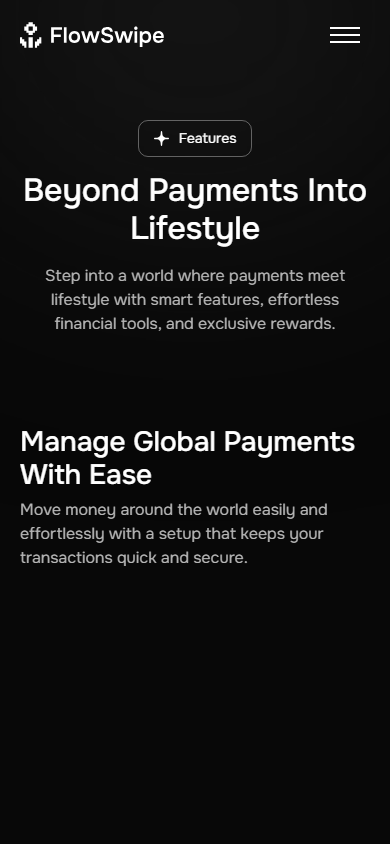 FlowSwipe
Features
Beyond Payments Into
Lifestyle
Step into a world where payments meet
lifestyle with smart features, effortless
financial tools, and exclusive rewards.
Manage Global Payments
With Ease
Move money around the world easily and
effortlessly with a setup that keeps your
transactions quick and secure.